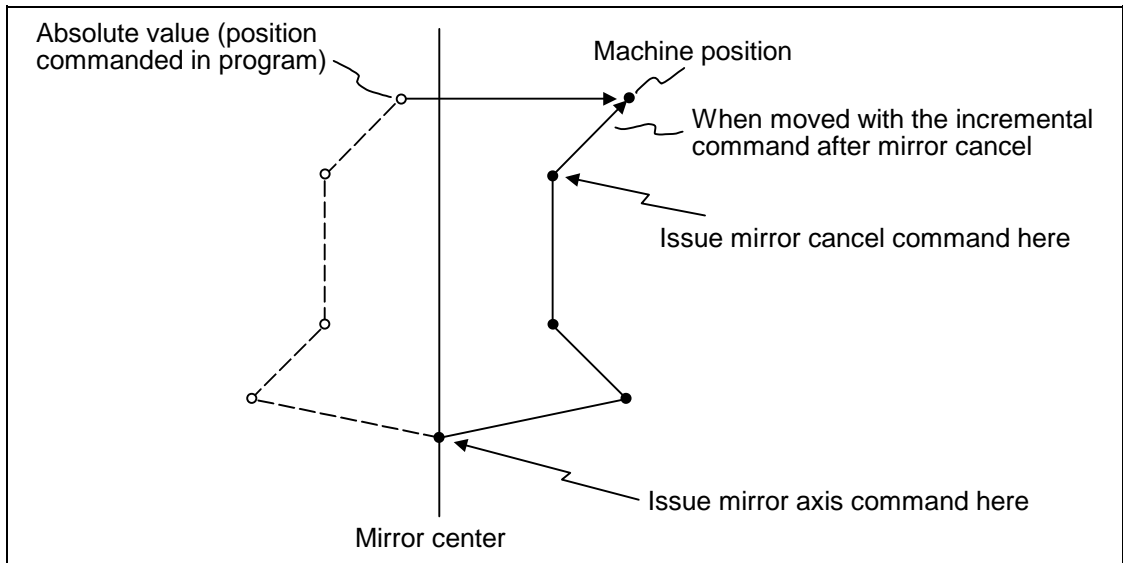 Absolute value (position
commanded in program)
Machine position
When moved with the incremental
command after mirror cancel
Issue mirror cancel command here
Issue mirror axis command here
Mirror center